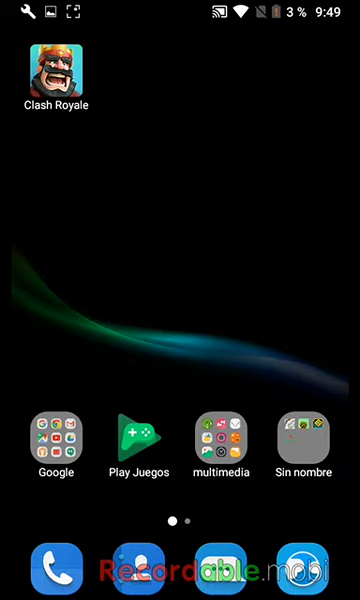 3 % 9:49
Clash Royale
Google
Play Juegos
multimedia
Sin nombre
Recordable.mobi